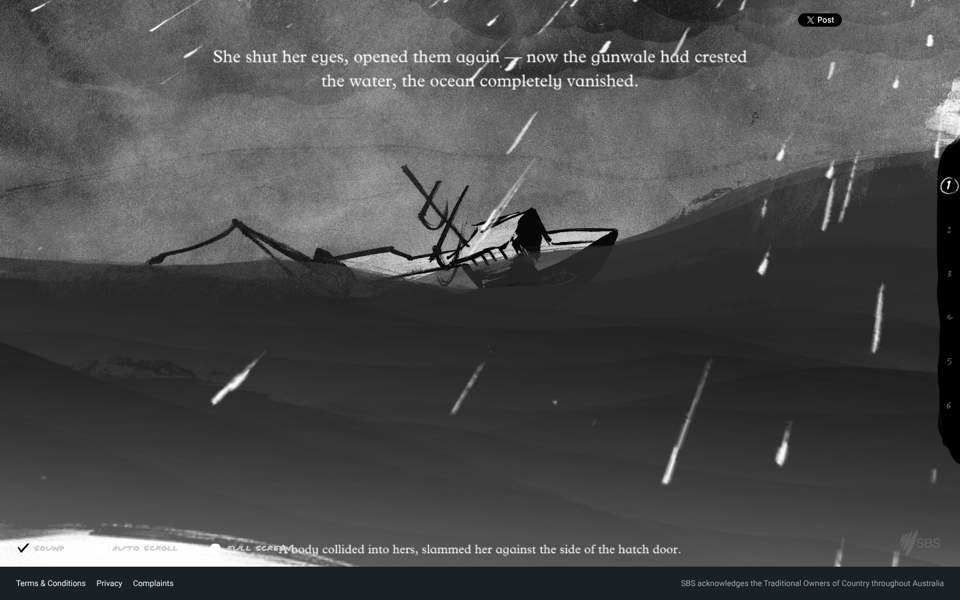 Post
She shut her eyes, opened them again — now the gunwale had crested
the water, the ocean completely vanished.
1
2
3
4
5
6
SOUND
AUTO SCROLL
FULL SCREEN
A body collided into hers, slammed her against the side of the hatch door.
SBS
Terms & Conditions Privacy Complaints
SBS acknowledges the Traditional Owners of Country throughout Australia